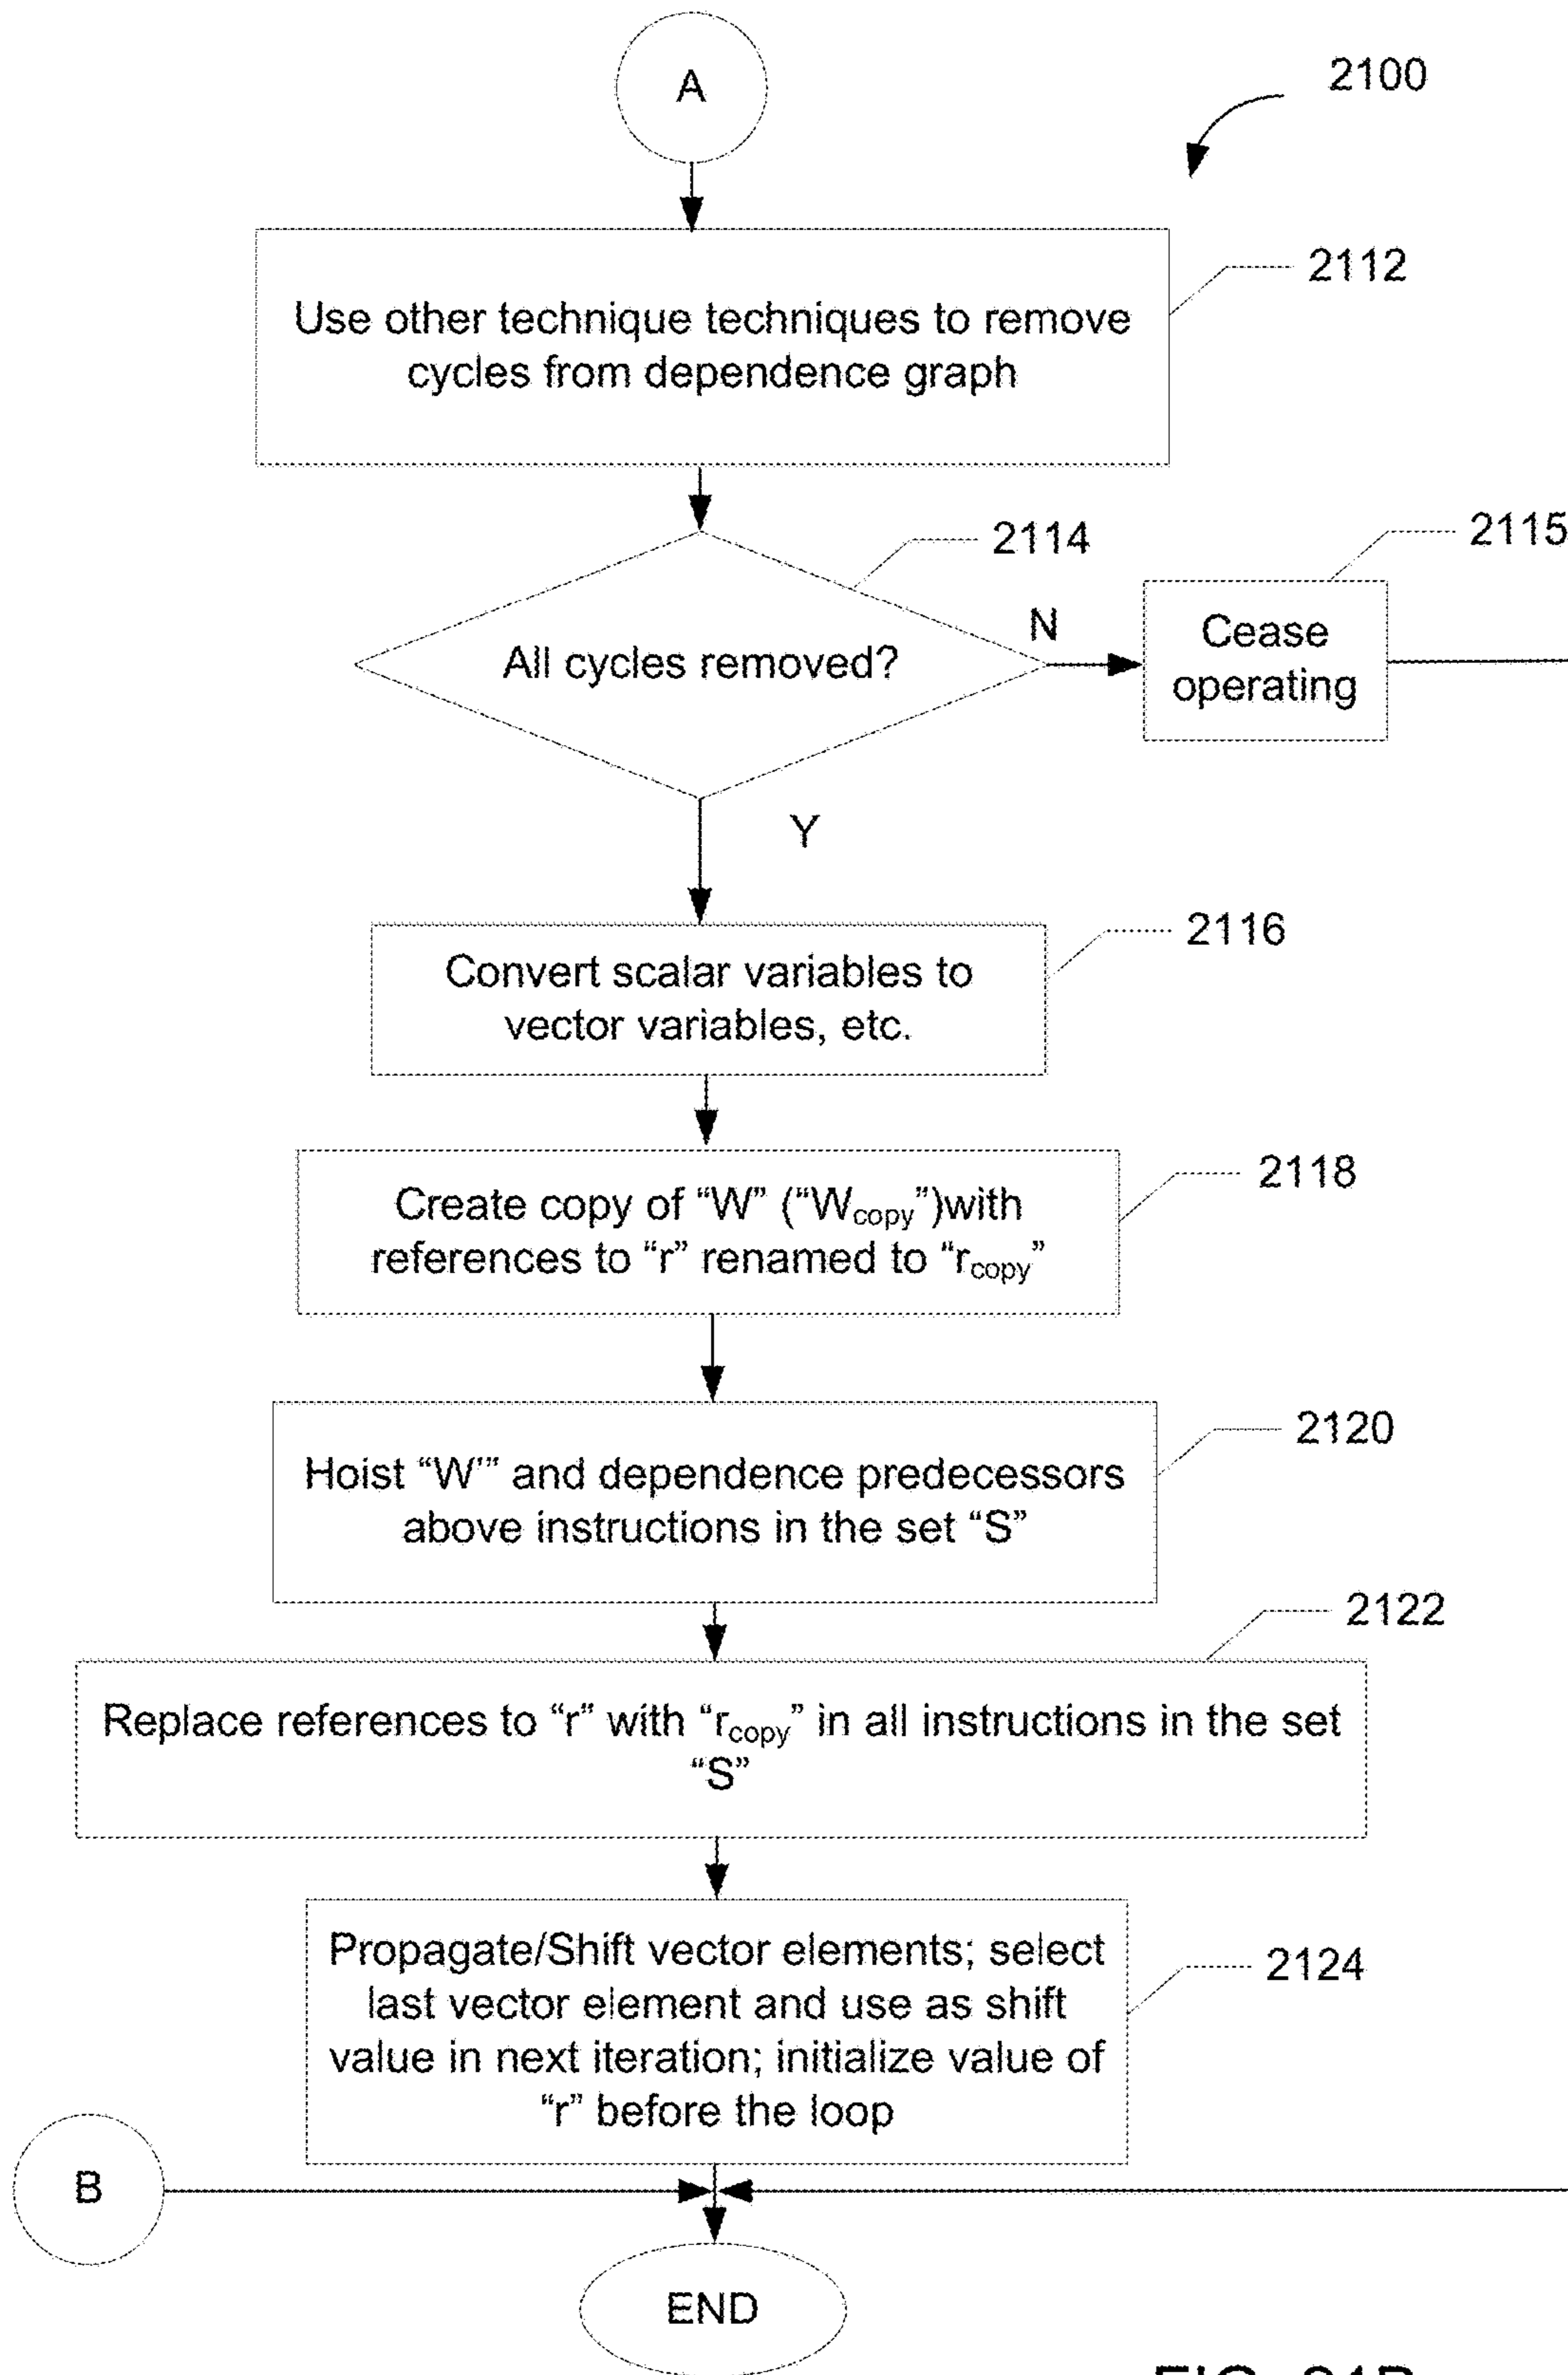 A
2100
2112
Use other technique techniques to remove
cycles from dependence graph
2114
2115
All cycles removed?
N
Cease
operating
Y
2116
Convert scalar variables to
vector variables, etc.
2118
Create copy of “W” (“Wcopy”)with
references to “r” renamed to “rcopy”
2120
Hoist “W’” and dependence predecessors
above instructions in the set “S”
2122
Replace references to “r” with “rcopy” in all instructions in the set
“S”
2124
Propagate/Shift vector elements; select
last vector element and use as shift
value in next iteration; initialize value of
“r” before the loop
B
END